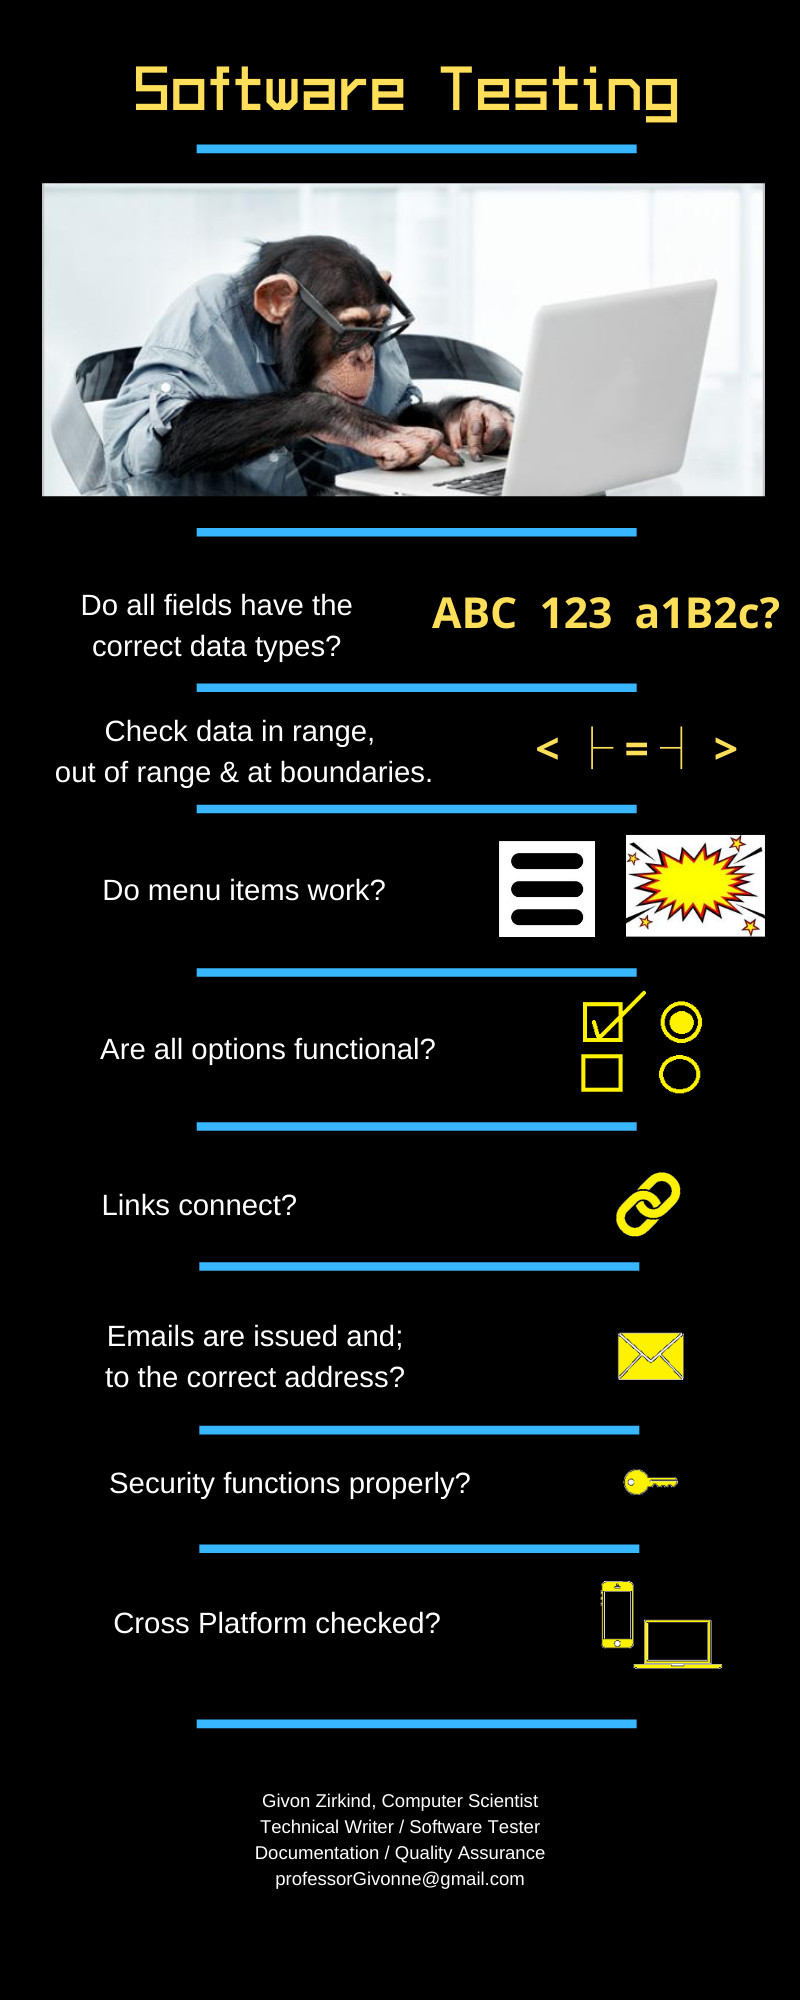 Software Testing
Do all fields have the
correct data types?
ABC 123 a1B2c?
Check data in range,
out of range & at boundaries.
< ├ = ┤ >
Do menu items work?
Are all options functional?
Links connect?
Emails are issued and;
to the correct address?
Security functions properly?
Cross Platform checked?
Givon Zirkind, Computer Scientist
Technical Writer / Software Tester
Documentation / Quality Assurance
professorGivonne@gmail.com